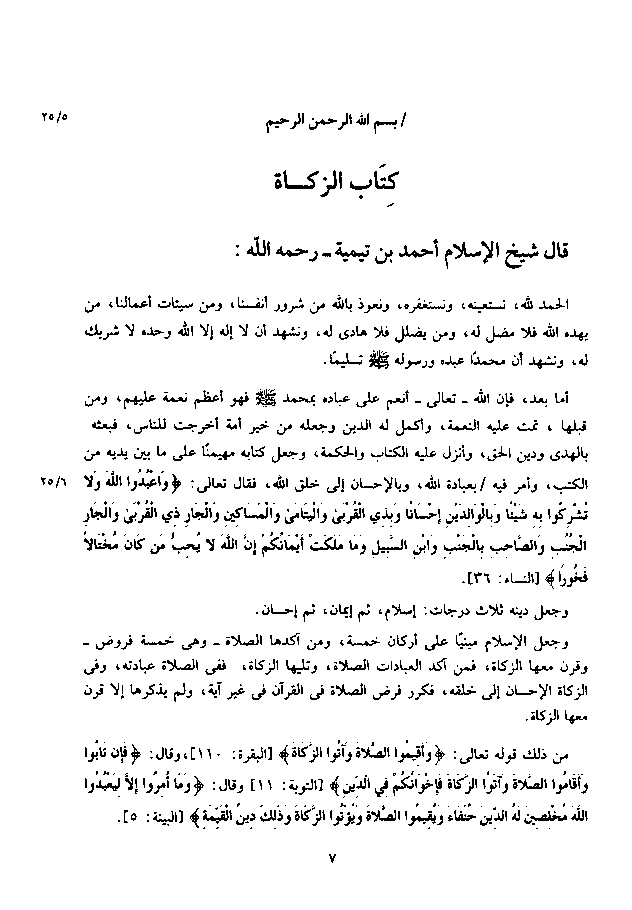 ٢٥/٥
/ بسم الله الرحمن الرحيم
كِتَاب الزكـاة
قال شيخ الإسلام أحمد بن تيمية ـ رحمه الله :
الحمد لله، نستعينه، ونستغفره، ونعوذ بالله من شرور أنفسنا، ومن سيئات أعمالنا، من
يهده الله فلا مضل له، ومن يضلل فلا هادى له، ونشهد أن لا إله إلا الله وحده لا شريك
له، ونشهد أن محمدًا عبده ورسوله ﷺ تسليمًا.
أما بعد، فإن الله ـ تعالى ـ أنعم على عباده بمحمد ﷺ فهو أعظم نعمة عليهم، ومن
قبلها ، تمت عليه النعمة، وأكمل له الدين وجعله من خير أمة أخرجت للناس، فبعثه
بالهدى ودين الحق، وأنزل عليه الكتاب والحكمة، وجعل كتابه مهيمنًا على ما بين يديه من
الكتب، وأمر فيه /بعبادة الله، وبالإحسان إلى خلق الله، فقال تعالى: ﴿ وَاعْبُدُوا اللَّهَ وَلا
٢٥/٦
تُشْرِكُوا بِهِ شَيْئًا وَبِالْوَالِدَيْنِ إِحْسَانًا وَبِذِي الْقُرْبَىٰ وَالْيَتَامَىٰ وَالْمَسَاكِينِ وَالْجَارِ ذِي الْقُرْبَىٰ وَالْجَارِ
الْجُنُبِ وَالصَّاحِبِ بِالْجَنْبِ وَابْنِ السَّبِيلِ وَمَا مَلَكَتْ أَيْمَانُكُمْ إِنَّ اللَّهَ لا يُحِبُّ مَن كَانَ مُخْتَالاً
فَخُورًا ﴾ [النساء: ٣٦].
وجعل دينه ثلاث درجات: إسلام، ثم إيمان، ثم إحسان.
وجعل الإسلام مبنيًا على أركان خمسة، ومن آكدها الصلاة ـ وهى خمسة فروض ـ
وقرن معها الزكاة، فمن آكد العبادات الصلاة، وتليها الزكاة، ففى الصلاة عبادته، وفى
الزكاة الإحسان إلى خلقه، فكرر فرض الصلاة فى القرآن فى غير آية، ولم يذكرها إلا قرن
معها الزكاة.
من ذلك قوله تعالى: ﴿ وَأَقِيمُوا الصَّلاةَ وَآتُوا الزَّكَاةَ ﴾ [البقرة: ١١٠]، وقال: ﴿ فَإِن تَابُوا
وَأَقَامُوا الصَّلاةَ وَآتَوُا الزَّكَاةَ فَإِخْوَانُكُمْ فِي الدِّينِ ﴾ [التوبة: ١١] وقال: ﴿ وَمَا أُمِرُوا إِلاَّ لِيَعْبُدُوا
اللَّهَ مُخْلِصِينَ لَهُ الدِّينَ حُنَفَاءَ وَيُقِيمُوا الصَّلاةَ وَيُؤْتُوا الزَّكَاةَ وَذَلِكَ دِينُ الْقَيِّمَةِ ﴾ [البينة: ٥].
٧